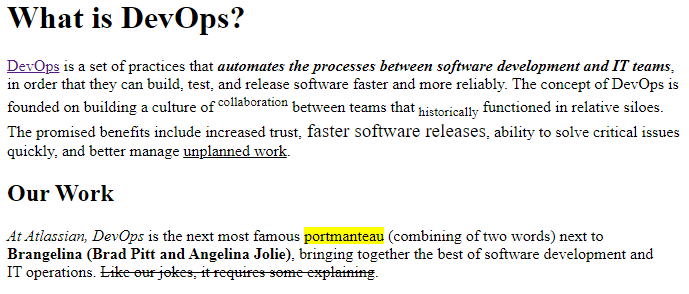 What is DevOps?
DevOps is a set of practices that automates the processes between software development and IT teams,
in order that they can build, test, and release software faster and more reliably. The concept of DevOps is
founded on building a culture of collaboration between teams that historically functioned in relative siloes.
The promised benefits include increased trust, faster software releases, ability to solve critical issues
quickly, and better manage unplanned work.
Our Work
At Atlassian, DevOps is the next most famous portmanteau (combining of two words) next to
Brangelina (Brad Pitt and Angelina Jolie), bringing together the best of software development and
IT operations. Like our jokes, it requires some explaining.